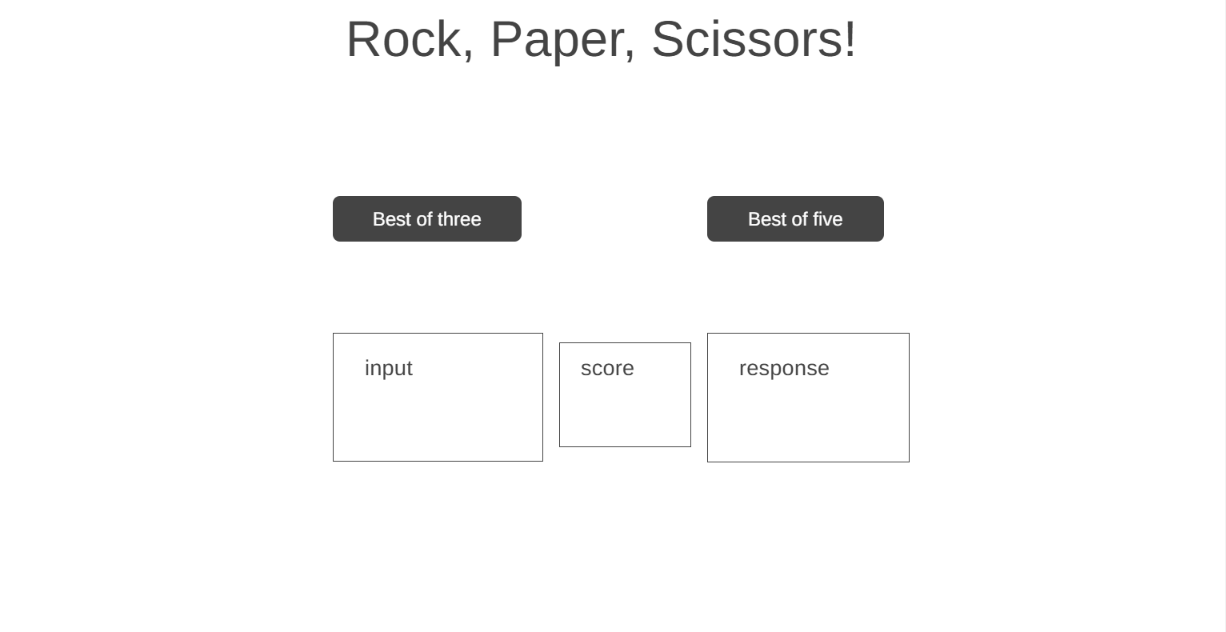 Rock, Paper, Scissors!
Best of three
Best of five
input
score
response